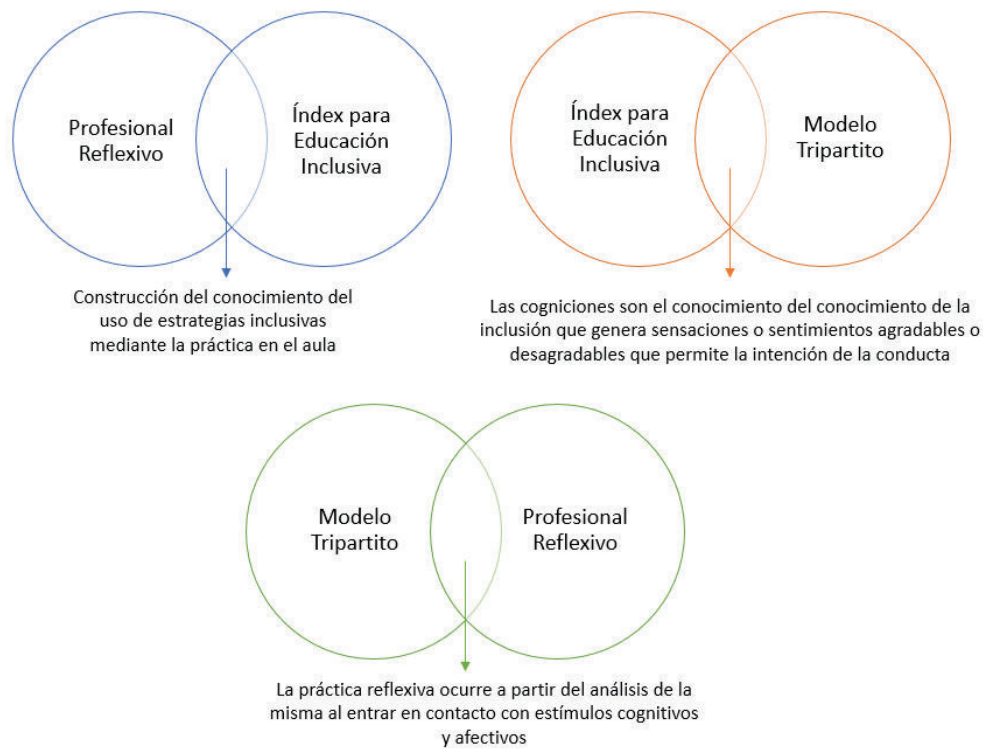 Profesional
Reflexivo
Índex para
Educación
Inclusiva
Construcción del conocimiento del
uso de estrategias inclusivas
mediante la práctica en el aula
Índex para
Educación
Inclusiva
Modelo
Tripartito
Las cogniciones son el conocimiento del conocimiento de la
inclusión que genera sensaciones o sentimientos agradables o
desagradables que permite la intención de la conducta
Modelo
Tripartito
Profesional
Reflexivo
La práctica reflexiva ocurre a partir del análisis de la
misma al entrar en contacto con estímulos cognitivos
y afectivos